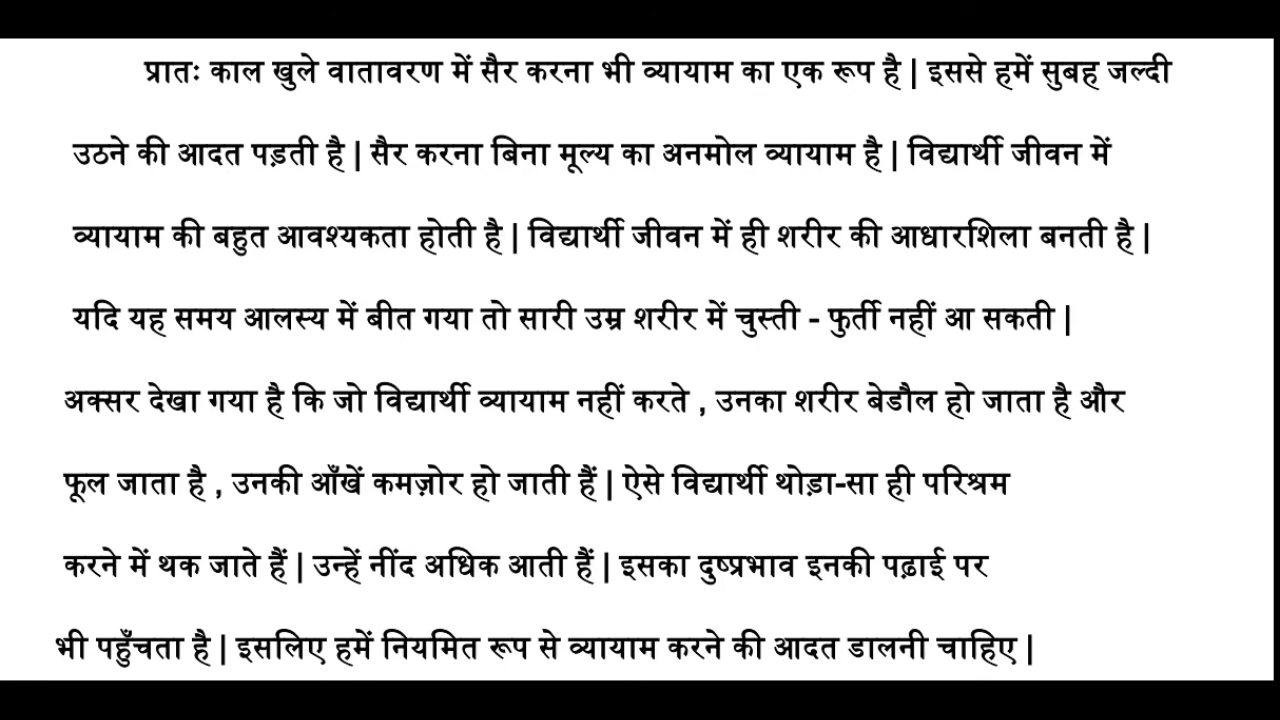 प्रातः काल खुले वातावरण में सैर करना भी व्यायाम का एक रूप है | इससे हमें सुबह जल्दी
उठने की आदत पड़ती है | सैर करना बिना मूल्य का अनमोल व्यायाम है | विद्यार्थी जीवन में
व्यायाम की बहुत आवश्यकता होती है | विद्यार्थी जीवन में ही शरीर की आधारशिला बनती है |
यदि यह समय आलस्य में बीत गया तो सारी उम्र शरीर में चुस्ती - फुर्ती नहीं आ सकती |
अक्सर देखा गया है कि जो विद्यार्थी व्यायाम नहीं करते , उनका शरीर बेडौल हो जाता है और
फूल जाता है , उनकी आँखें कमज़ोर हो जाती हैं | ऐसे विद्यार्थी थोड़ा-सा ही परिश्रम
करने में थक जाते हैं | उन्हें नींद अधिक आती हैं | इसका दुष्प्रभाव इनकी पढ़ाई पर
भी पहुँचता है | इसलिए हमें नियमित रूप से व्यायाम करने की आदत डालनी चाहिए |